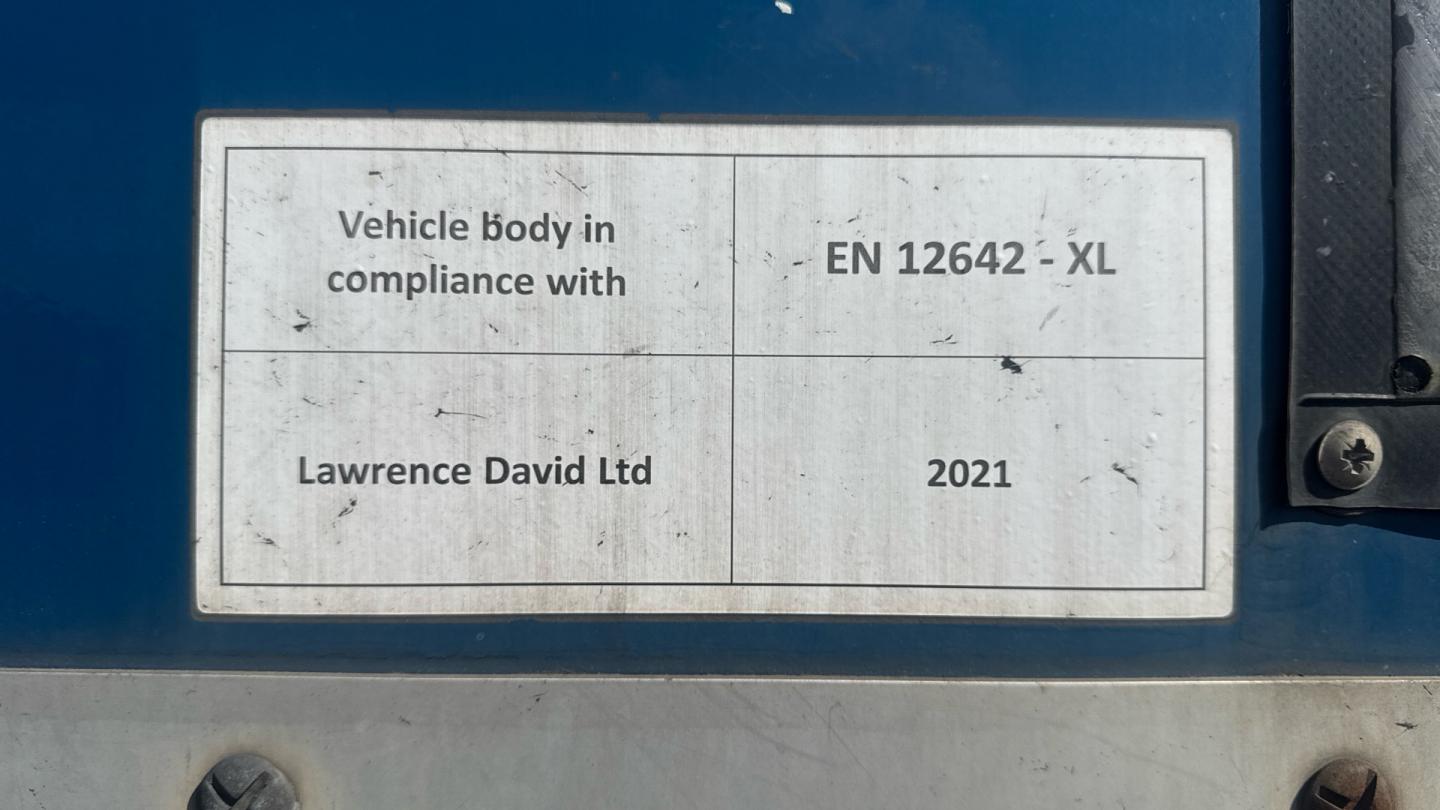 Vehicle body in
compliance with
EN 12642 - XL
Lawrence David Ltd
2021